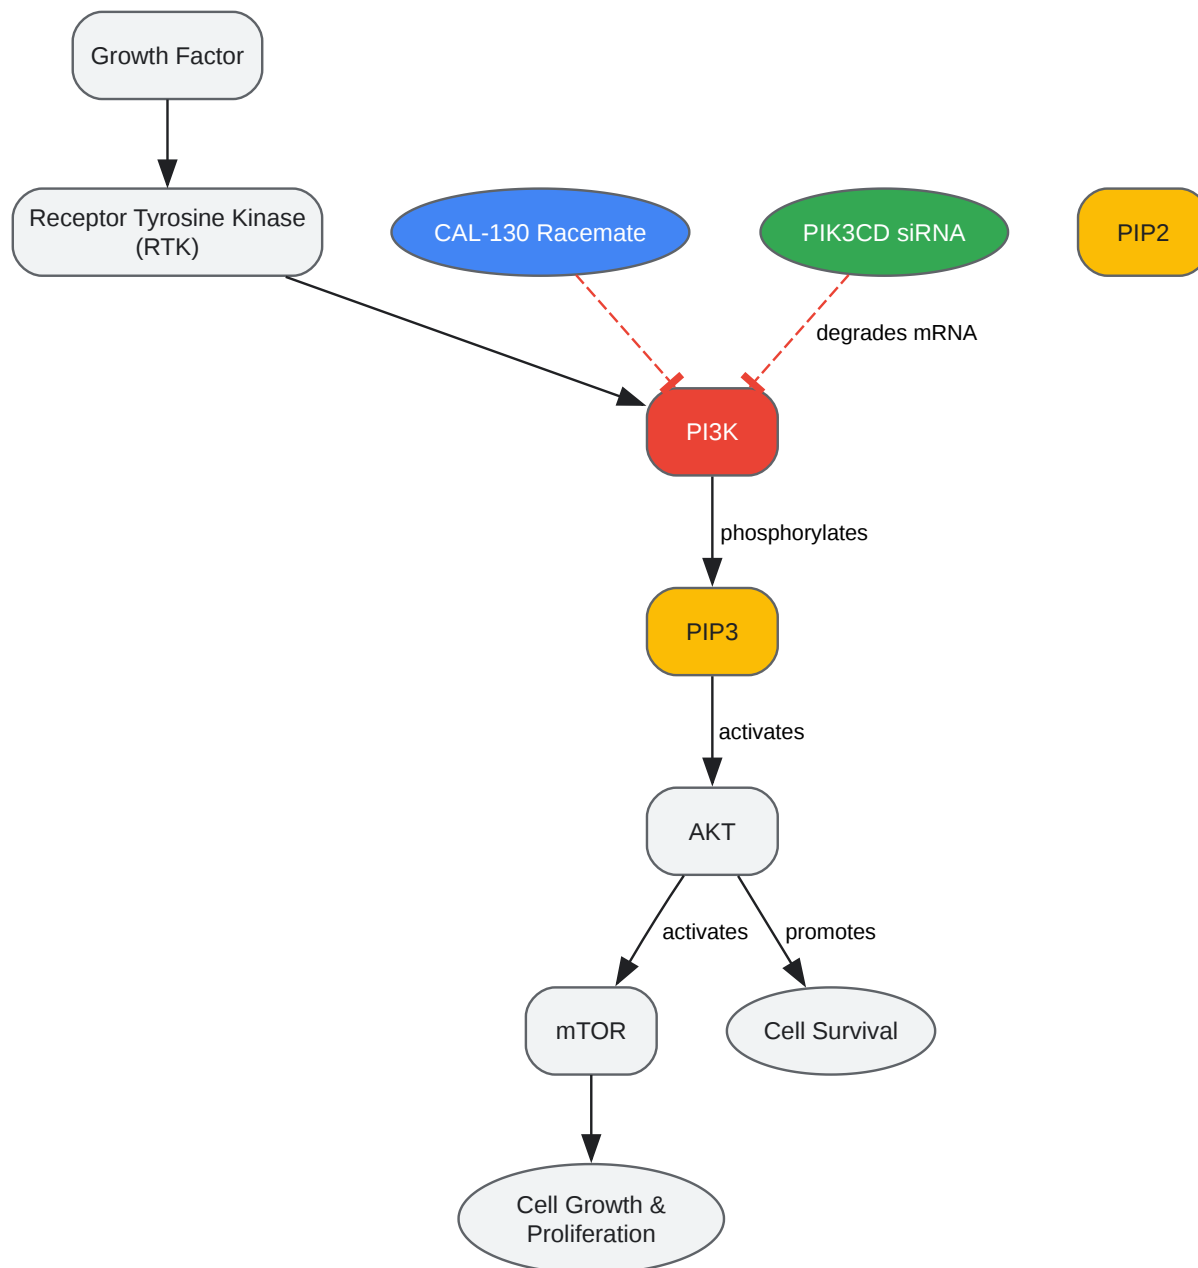 Growth Factor
Receptor Tyrosine Kinase
(RTK)
CAL-130 Racemate
PIK3CD siRNA
PIP2
degrades mRNA
PI3K
phosphorylates
PIP3
activates
AKT
activates
promotes
mTOR
Cell Survival
Cell Growth &
Proliferation